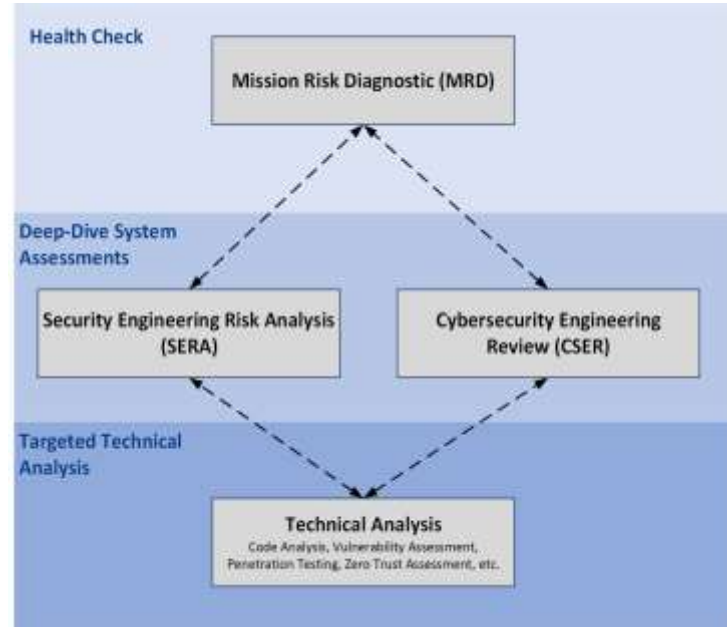 Health Check
Mission Risk Diagnostic (MRD)
Deep-Dive System
Assessments
Security Engineering Risk Analysis
(SERA)
Cybersecurity Engineering
Review (CSER)
Targeted Technical
Analysis
Technical Analysis
Code Analysis, Vulnerability Assessment,
Penetration Testing, Zero Trust Assessment, etc.